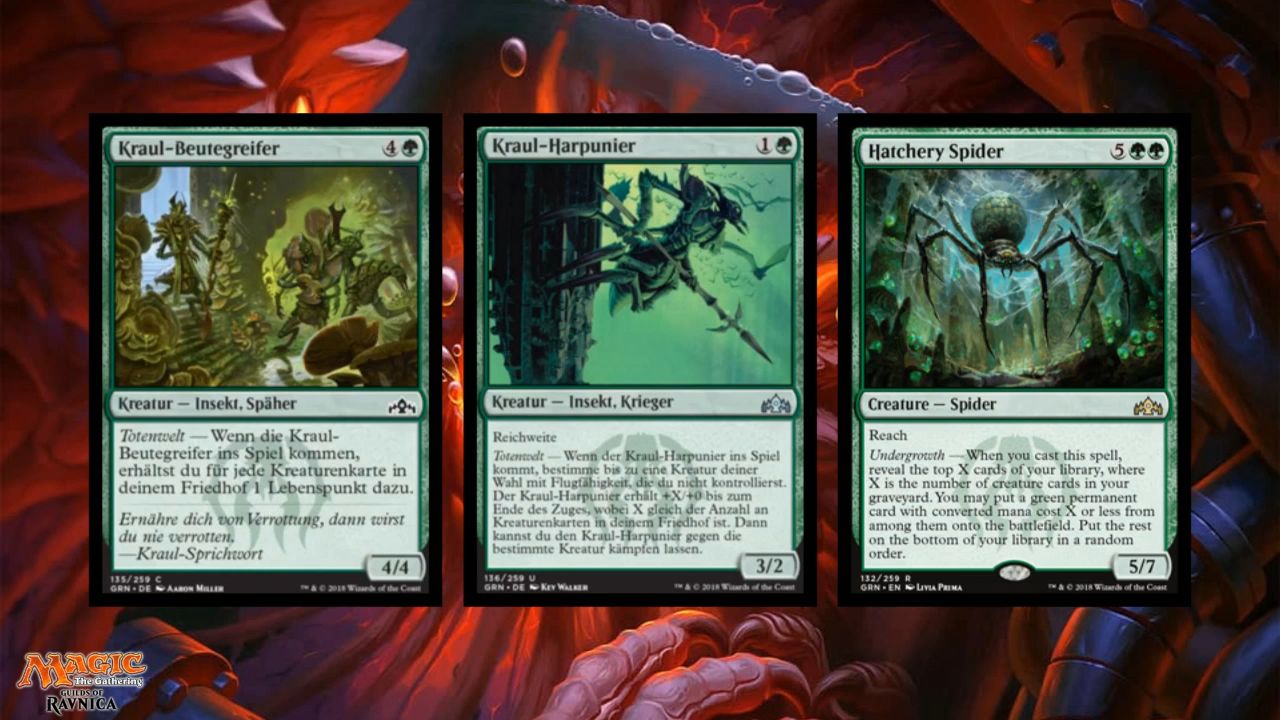 Kraul-Beutegreifer 4
Kreatur — Insekt, Späher
Totenwelt — Wenn die Kraul-
Beutegreifer ins Spiel kommen,
erhältst du für jede Kreaturenkarte in
deinem Friedhof 1 Lebenspunkt dazu.
Ernähre dich von Verrottung, dann wirst
du nie verrotten.
—Kraul-Sprichwort
4/4
135/259 C
GRN • DE Aaron Miller ™ & © 2018 Wizards of the Coast
Kraul-Harpunier 1
Kreatur — Insekt, Krieger
Reichweite
Totenwelt — Wenn der Kraul-Harpunier ins Spiel
kommt, bestimme bis zu eine Kreatur deiner
Wahl mit Flugfähigkeit, die du nicht kontrollierst.
Der Kraul-Harpunier erhält +X/+0 bis zum
Ende des Zuges, wobei X gleich der Anzahl an
Kreaturenkarten in deinem Friedhof ist. Dann
kannst du den Kraul-Harpunier gegen die
bestimmte Kreatur kämpfen lassen.
3/2
136/259 U
GRN • DE Kev Walker ™ & © 2018 Wizards of the Coast
Hatchery Spider 5
Creature — Spider
Reach
Undergrowth — When you cast this spell,
reveal the top X cards of your library, where
X is the number of creature cards in your
graveyard. You may put a green permanent
card with converted mana cost X or less from
among them onto the battlefield. Put the rest
on the bottom of your library in a random
order.
5/7
132/259 R
GRN • EN Livia Prima ™ & © 2018 Wizards of the Coast
Magic
The Gathering
Guilds of
Ravnica